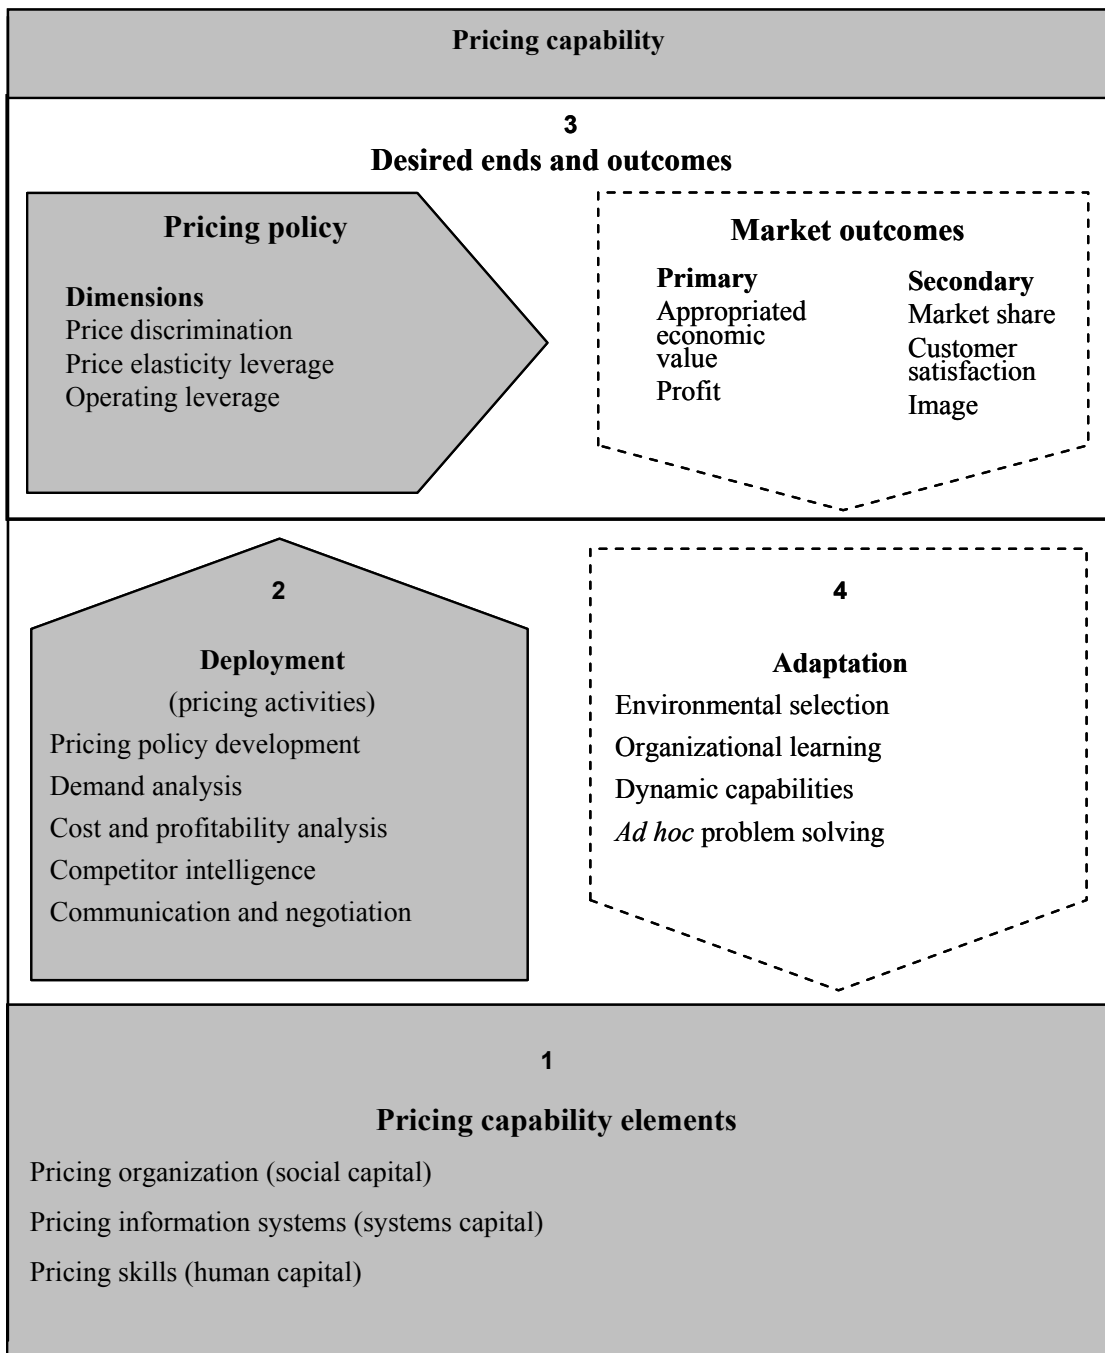 Pricing capability
3
Desired ends and outcomes
Pricing policy
Dimensions
Price discrimination
Price elasticity leverage
Operating leverage
Market outcomes
Primary
Appropriated
economic
value
Profit
Secondary
Market share
Customer
satisfaction
Image
2
Deployment
(pricing activities)
Pricing policy development
Demand analysis
Cost and profitability analysis
Competitor intelligence
Communication and negotiation
4
Adaptation
Environmental selection
Organizational learning
Dynamic capabilities
Ad hoc problem solving
1
Pricing capability elements
Pricing organization (social capital)
Pricing information systems (systems capital)
Pricing skills (human capital)